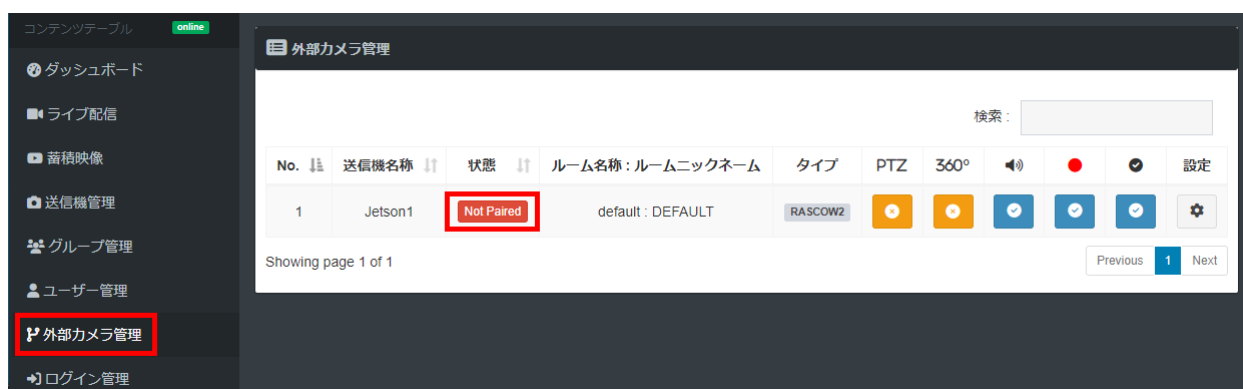 コンテンツテーブル online
ダッシュボード
ライブ配信
蓄積映像
送信機管理
グループ管理
ユーザー管理
外部カメラ管理
ログイン管理
外部カメラ管理
検索 :
No. 送信機名称 状態 ルーム名称 : ルームニックネーム タイプ PTZ 360° 設定
1 Jetson1 Not Paired default : DEFAULT RASCOW2
Showing page 1 of 1
Previous 1 Next